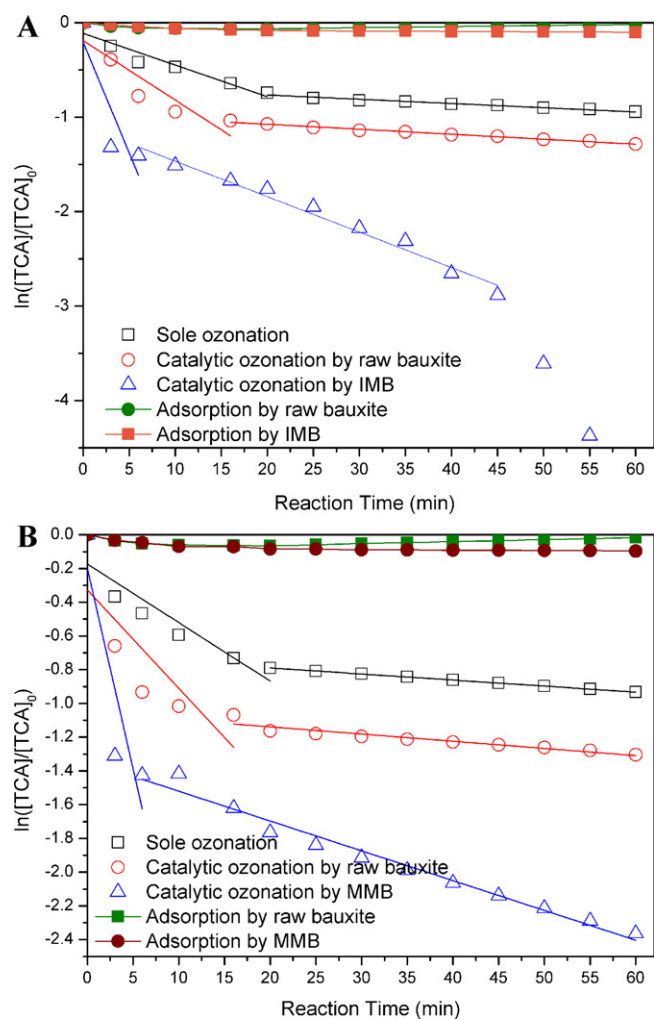 A
0
-1
-2
-3
-4
ln([TCA]/[TCA]0)
Sole ozonation
Catalytic ozonation by raw bauxite
Catalytic ozonation by IMB
Adsorption by raw bauxite
Adsorption by IMB
0 5 10 15 20 25 30 35 40 45 50 55 60
Reaction Time (min)
B
0.0
-0.2
-0.4
-0.6
-0.8
-1.0
-1.2
-1.4
-1.6
-1.8
-2.0
-2.2
-2.4
ln([TCA]/[TCA]0)
Sole ozonation
Catalytic ozonation by raw bauxite
Catalytic ozonation by MMB
Adsorption by raw bauxite
Adsorption by MMB
0 5 10 15 20 25 30 35 40 45 50 55 60
Reaction Time (min)